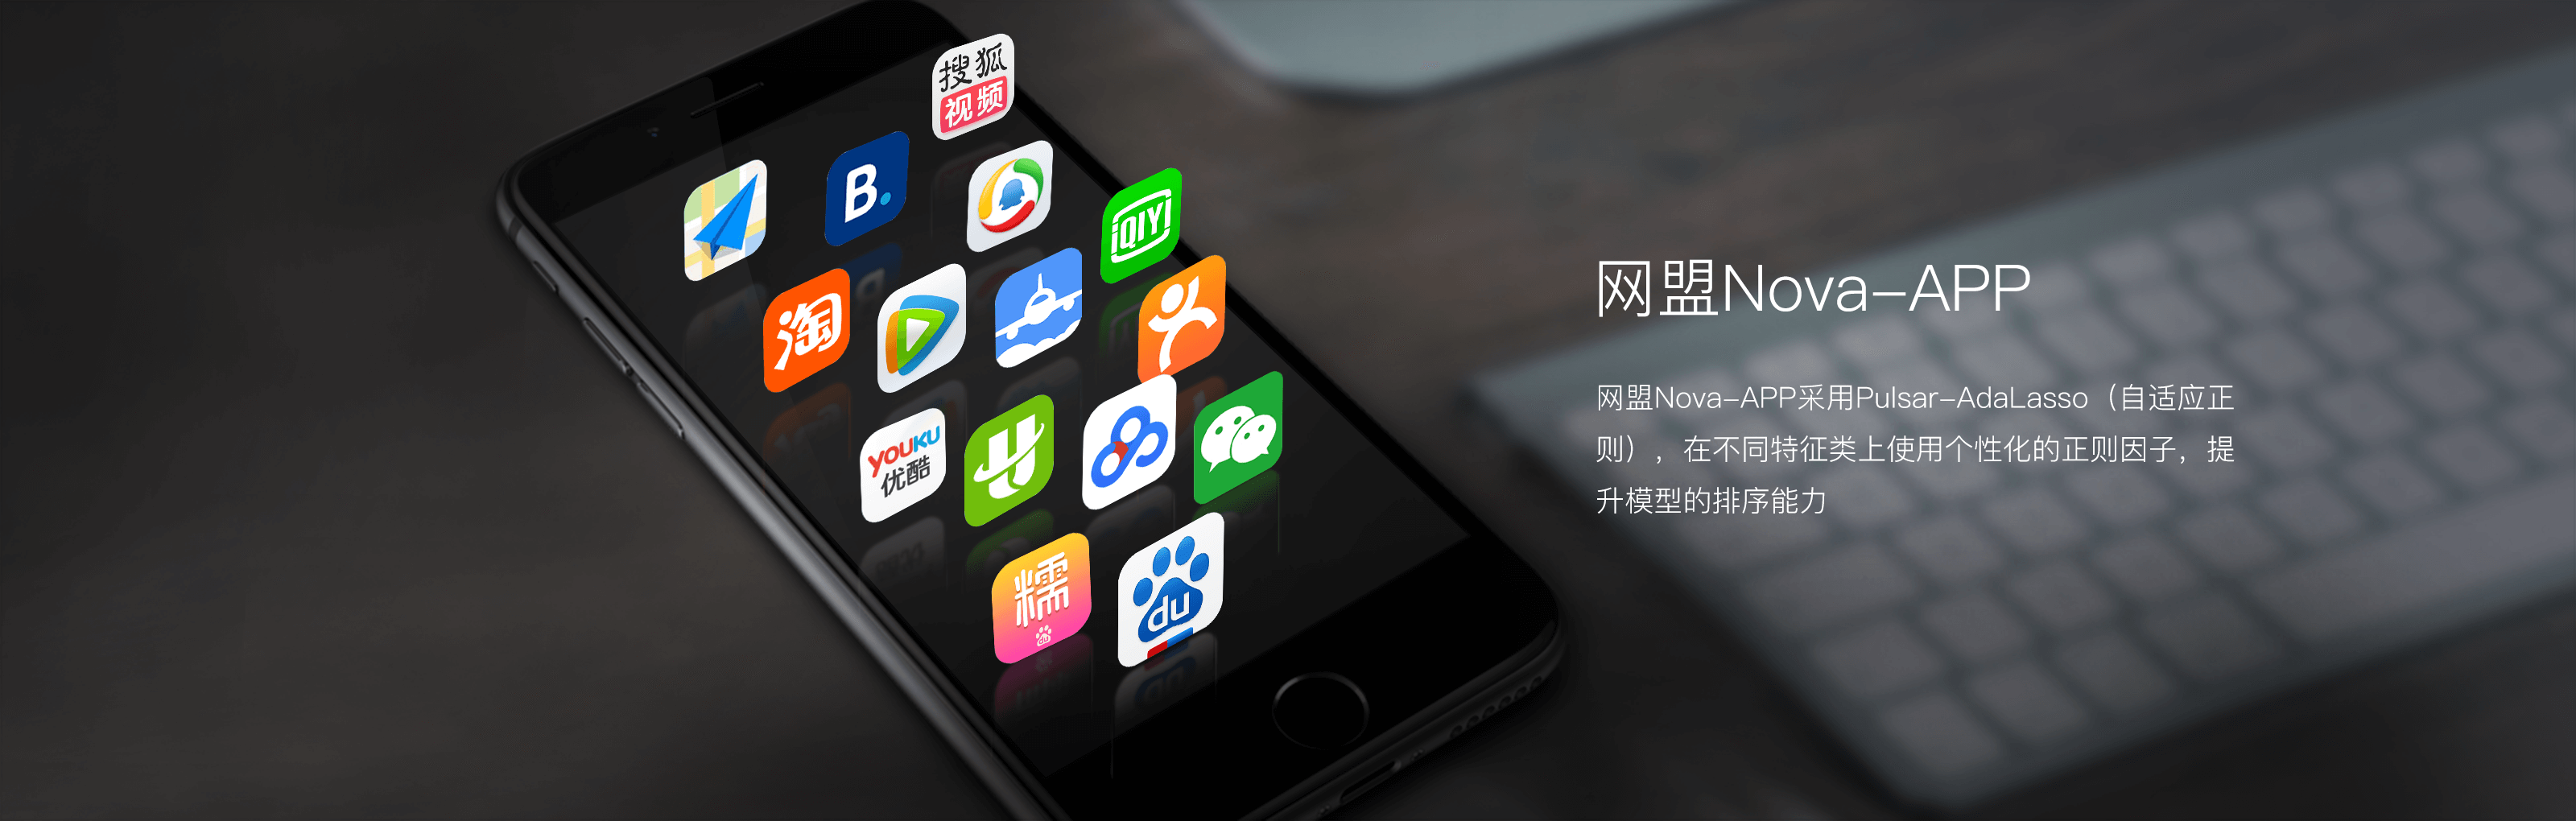 搜狐
视频
B.
iQIYI
淘
YOUKU
优酷
糯
du
du
网盟Nova-APP
网盟Nova-APP采用Pulsar-AdaLasso（自适应正
则），在不同特征类上使用个性化的正则因子，提
升模型的排序能力